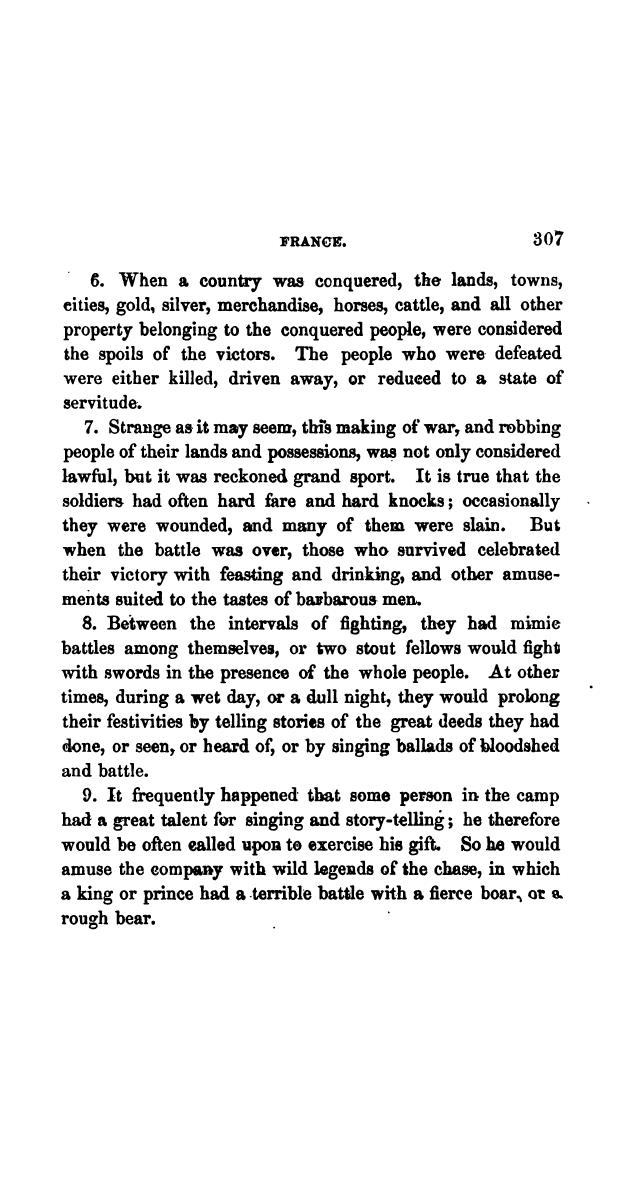 FRANCE. 307
6. When a country was conquered, the lands, towns,
cities, gold, silver, merchandise, horses, cattle, and all other
property belonging to the conquered people, were considered
the spoils of the victors. The people who were defeated
were either killed, driven away, or reduced to a state of
servitude.
7. Strange as it may seem, this making of war, and robbing
people of their lands and possessions, was not only considered
lawful, but it was reckoned grand sport. It is true that the
soldiers had often hard fare and hard knocks; occasionally
they were wounded, and many of them were slain. But
when the battle was over, those who survived celebrated
their victory with feasting and drinking, and other amuse-
ments suited to the tastes of barbarous men.
8. Between the intervals of fighting, they had mimic
battles among themselves, or two stout fellows would fight
with swords in the presence of the whole people. At other
times, during a wet day, or a dull night, they would prolong
their festivities by telling stories of the great deeds they had
done, or seen, or heard of, or by singing ballads of bloodshed
and battle.
9. It frequently happened that some person in the camp
had a great talent for singing and story-telling; he therefore
would be often called upon to exercise his gift. So he would
amuse the company with wild legends of the chase, in which
a king or prince had a terrible battle with a fierce boar, or a
rough bear.